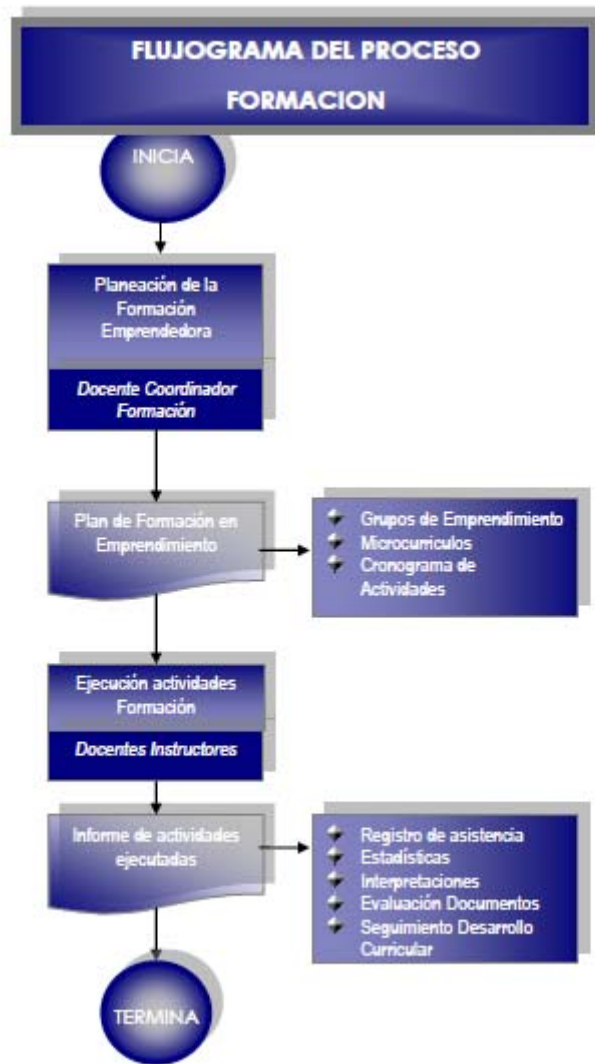 FLUJOGRAMA DEL PROCESO
FORMACION
INICIA
Planeación de la
Formación
Emprendedora
Docente Coordinador
Formación
Plan de Formación en
Emprendimiento
Grupos de Emprendimiento
Microcurriculos
Cronograma de
Actividades
Ejecución actividades
Formación
Docentes Instructores
Informe de actividades
ejecutadas
Registro de asistencia
Estadísticas
Interpretaciones
Evaluación Documentos
Seguimiento Desarrollo
Curricular
TERMINA